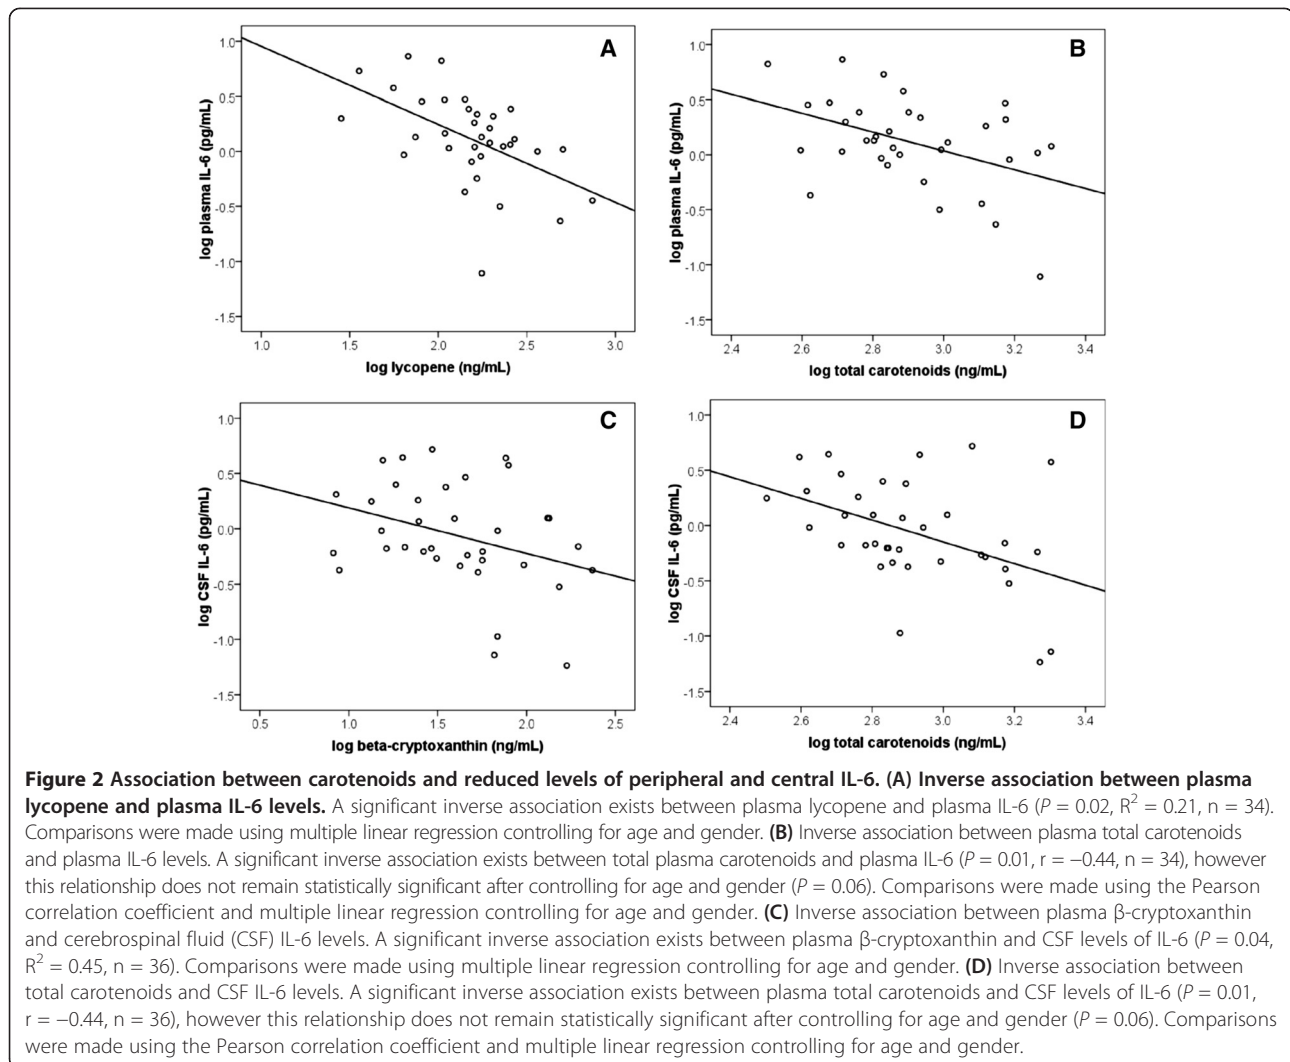 A
log plasma IL-6 (pg/mL)
1.0
0.5
0.0
-0.5
-1.0
-1.5
1.0 1.5 2.0 2.5 3.0
log lycopene (ng/mL)
B
log plasma IL-6 (pg/mL)
1.0
0.5
0.0
-0.5
-1.0
-1.5
2.4 2.6 2.8 3.0 3.2 3.4
log total carotenoids (ng/mL)
C
log CSF IL-6 (pg/mL)
1.0
0.5
0.0
-0.5
-1.0
-1.5
0.5 1.0 1.5 2.0 2.5
log beta-cryptoxanthin (ng/mL)
D
log CSF IL-6 (pg/mL)
1.0
0.5
0.0
-0.5
-1.0
-1.5
2.4 2.6 2.8 3.0 3.2 3.4
log total carotenoids (ng/mL)
Figure 2 Association between carotenoids and reduced levels of peripheral and central IL-6. (A) Inverse association between plasma
lycopene and plasma IL-6 levels. A significant inverse association exists between plasma lycopene and plasma IL-6 (P = 0.02, R² = 0.21, n = 34).
Comparisons were made using multiple linear regression controlling for age and gender. (B) Inverse association between plasma total carotenoids
and plasma IL-6 levels. A significant inverse association exists between total plasma carotenoids and plasma IL-6 (P = 0.01, r = −0.44, n = 34), however
this relationship does not remain statistically significant after controlling for age and gender (P = 0.06). Comparisons were made using the Pearson
correlation coefficient and multiple linear regression controlling for age and gender. (C) Inverse association between plasma β-cryptoxanthin
and cerebrospinal fluid (CSF) IL-6 levels. A significant inverse association exists between plasma β-cryptoxanthin and CSF levels of IL-6 (P = 0.04,
R² = 0.45, n = 36). Comparisons were made using multiple linear regression controlling for age and gender. (D) Inverse association between
total carotenoids and CSF IL-6 levels. A significant inverse association exists between plasma total carotenoids and CSF levels of IL-6 (P = 0.01,
r = −0.44, n = 36), however this relationship does not remain statistically significant after controlling for age and gender (P = 0.06). Comparisons
were made using the Pearson correlation coefficient and multiple linear regression controlling for age and gender.